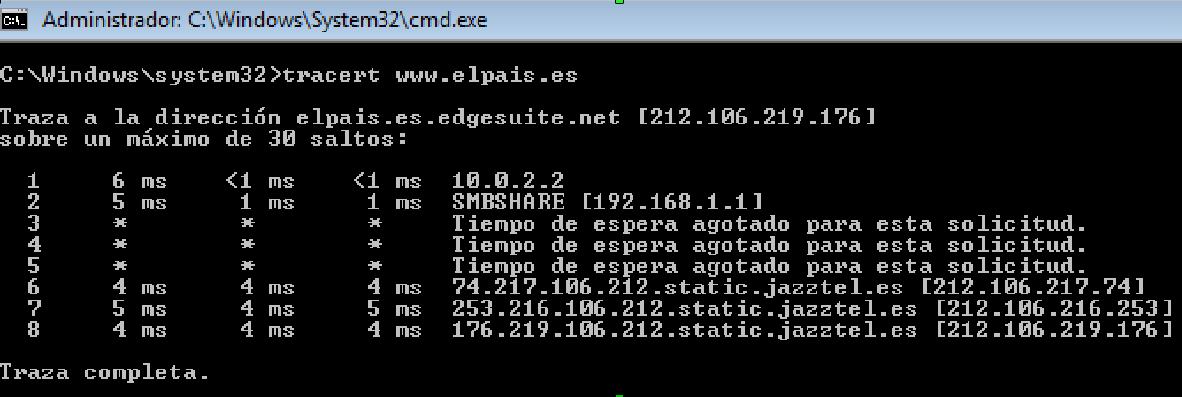 Administrador: C:\Windows\System32\cmd.exe
C:\Windows\system32>tracert www.elpais.es
Traza a la dirección elpais.es.edgesuite.net [212.106.219.176]
sobre un máximo de 30 saltos:
1 6 ms <1 ms <1 ms 10.0.2.2
2 5 ms 1 ms 1 ms SMBSHARE [192.168.1.1]
3 * * * Tiempo de espera agotado para esta solicitud.
4 * * * Tiempo de espera agotado para esta solicitud.
5 * * * Tiempo de espera agotado para esta solicitud.
6 4 ms 4 ms 4 ms 74.217.106.212.static.jazztel.es [212.106.217.74]
7 5 ms 4 ms 5 ms 253.216.106.212.static.jazztel.es [212.106.216.253]
8 4 ms 4 ms 4 ms 176.219.106.212.static.jazztel.es [212.106.219.176]
Traza completa.